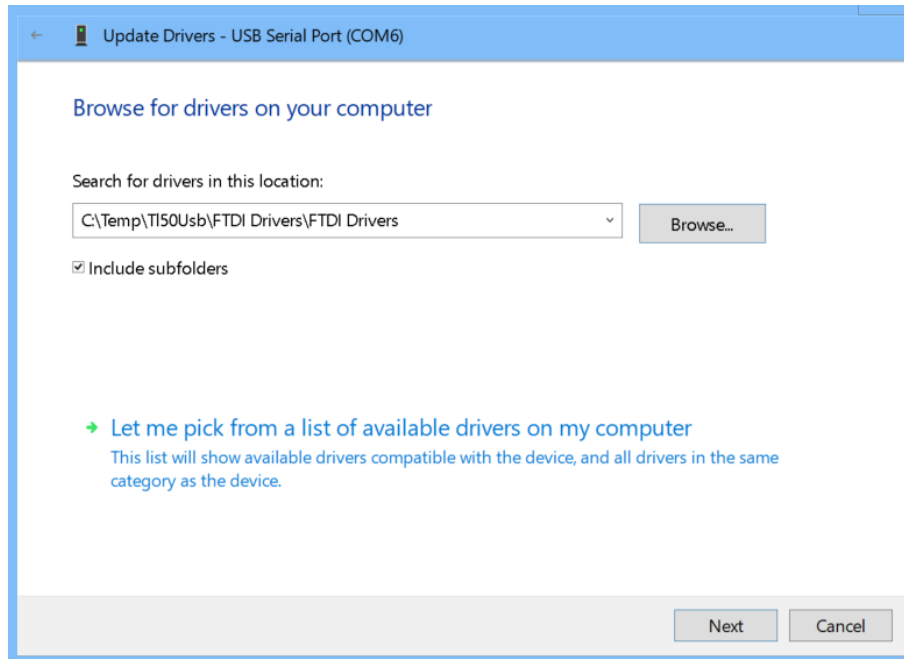 Update Drivers - USB Serial Port (COM6)
Browse for drivers on your computer
Search for drivers in this location:
C:\Temp\Tl50Usb\FTDI Drivers\FTDI Drivers
Browse...
Include subfolders
Let me pick from a list of available drivers on my computer
This list will show available drivers compatible with the device, and all drivers in the same
category as the device.
Next
Cancel